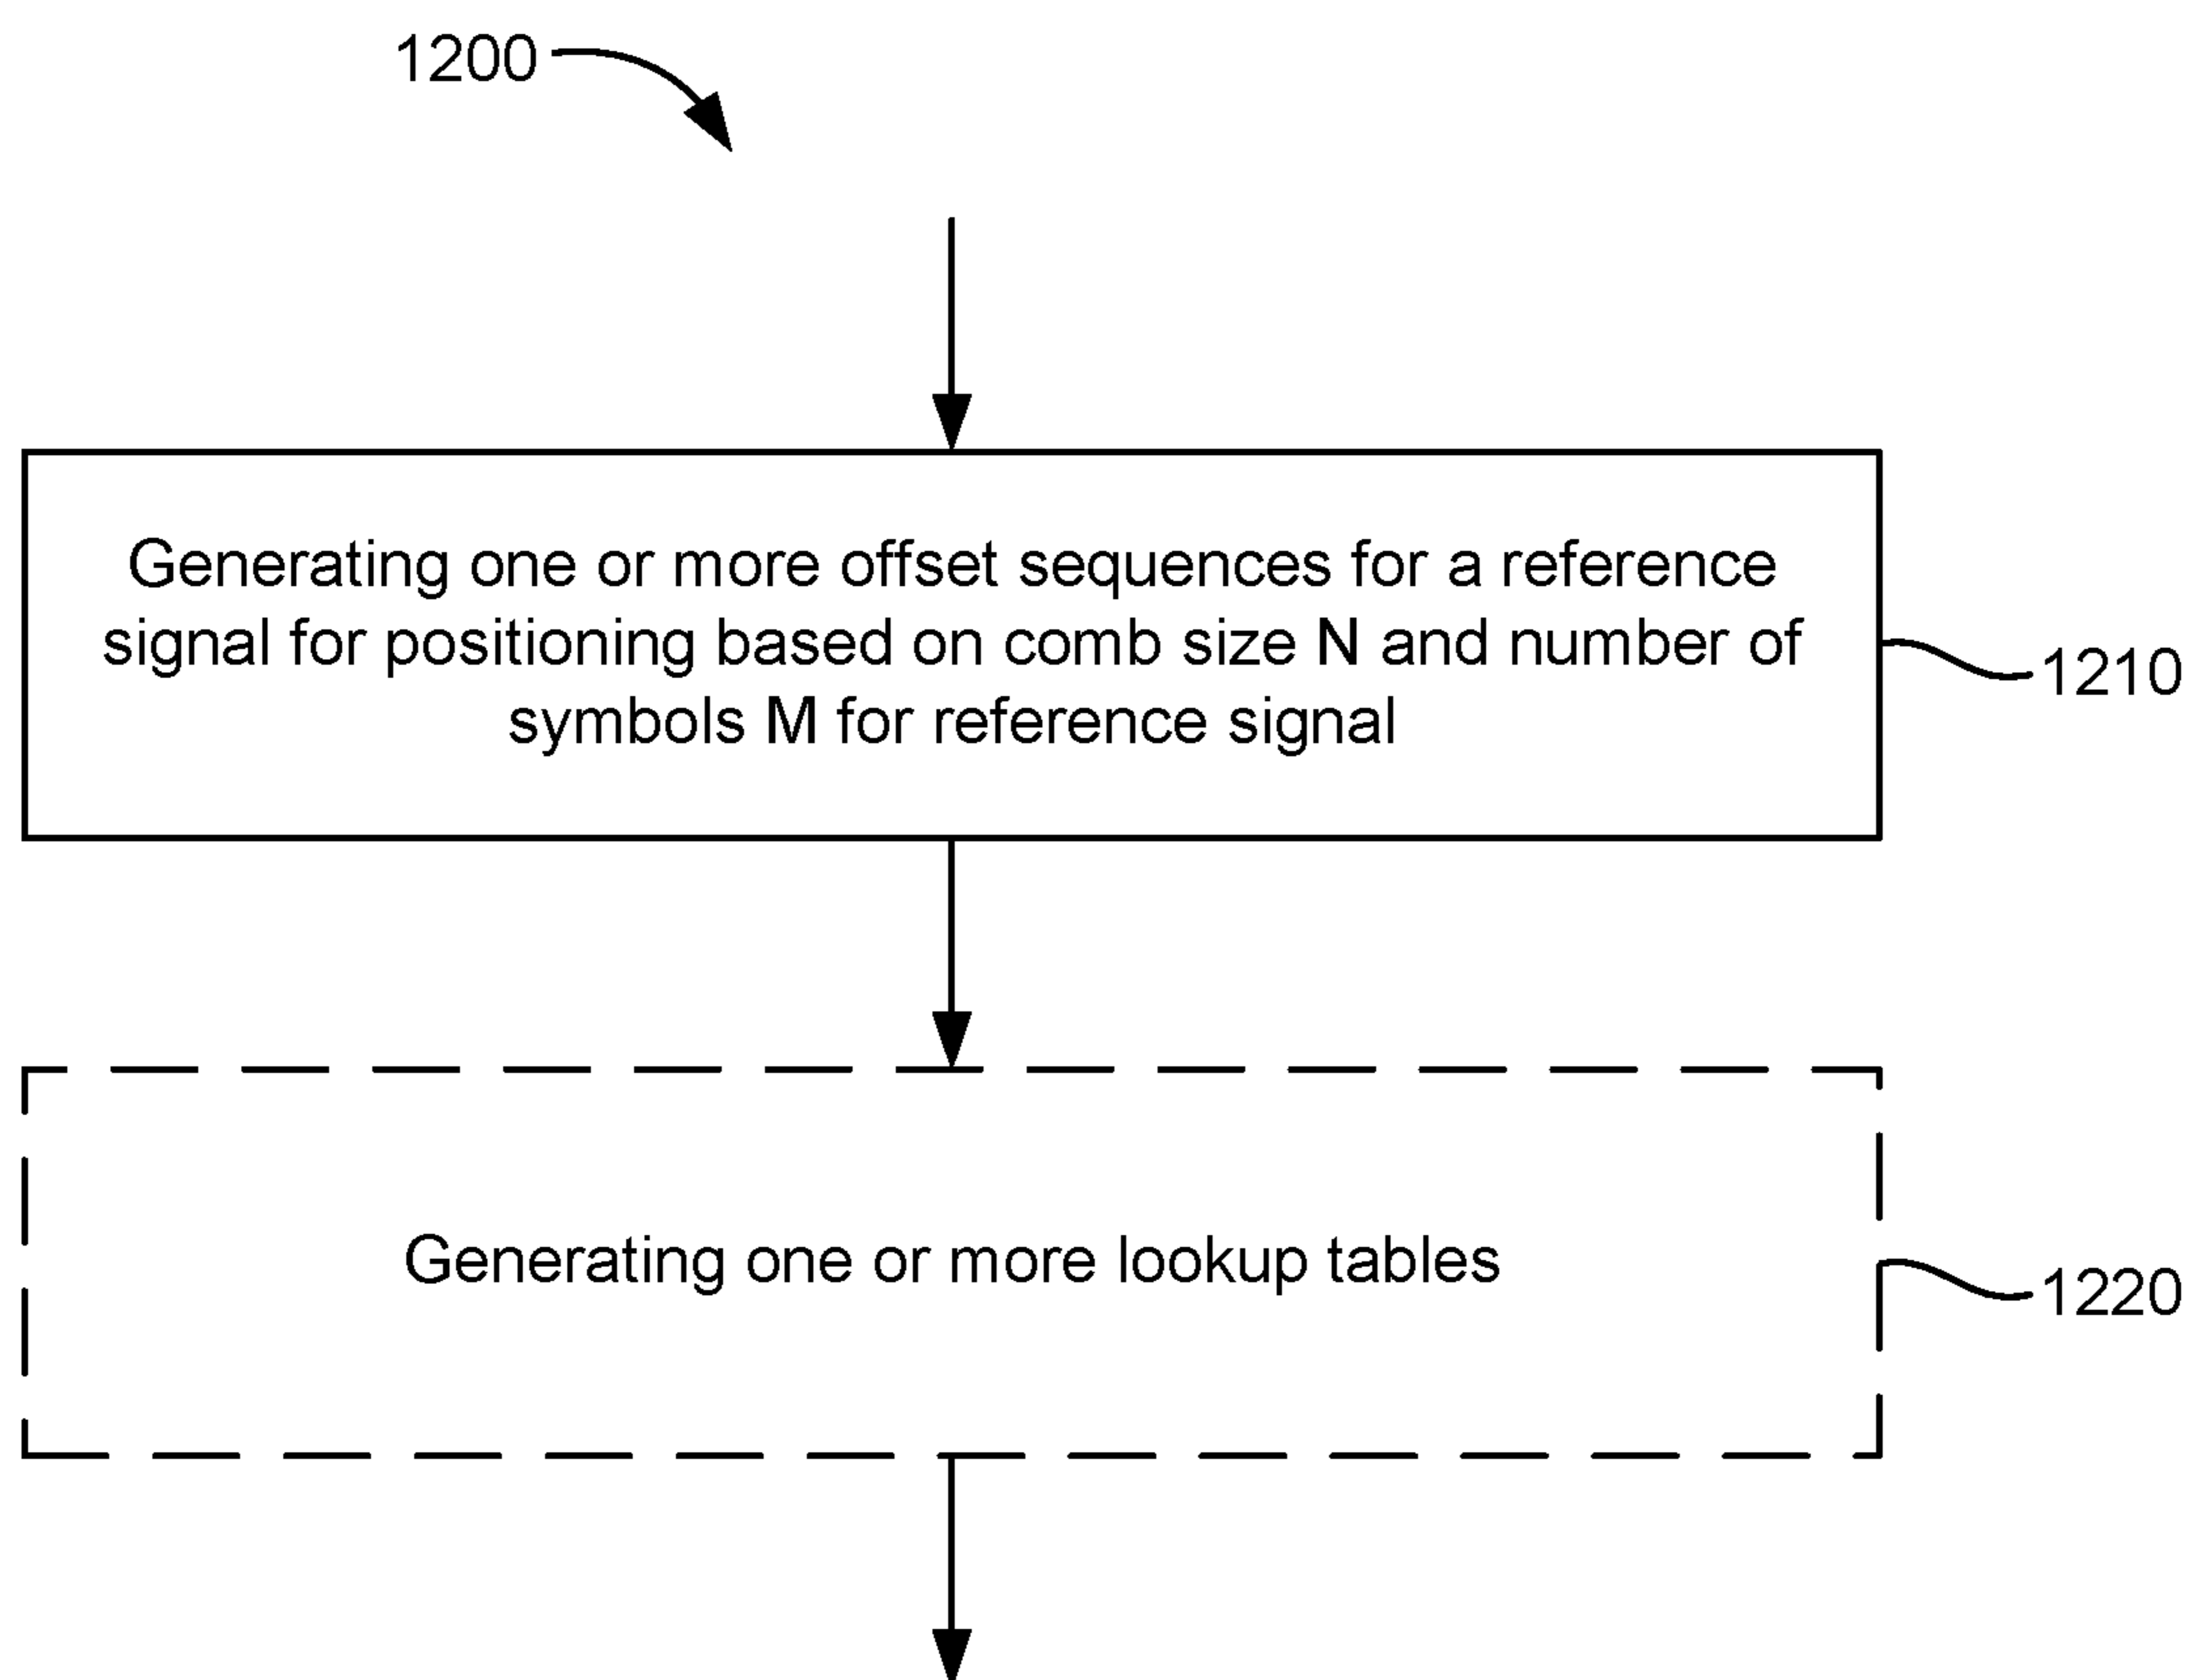 1200
Generating one or more offset sequences for a reference
signal for positioning based on comb size N and number of
symbols M for reference signal
1210
Generating one or more lookup tables
1220